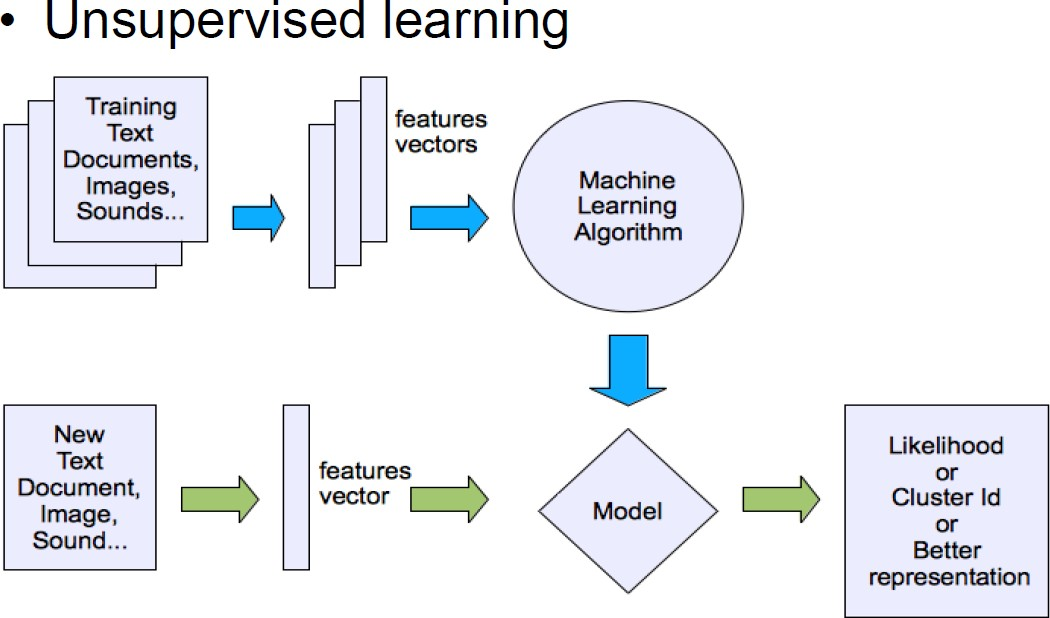 • Unsupervised learning
Training
Text
Documents,
Images,
Sounds...
features
vectors
Machine
Learning
Algorithm
New
Text
Document,
Image,
Sound...
features
vector
Model
Likelihood
or
Cluster Id
or
Better
representation